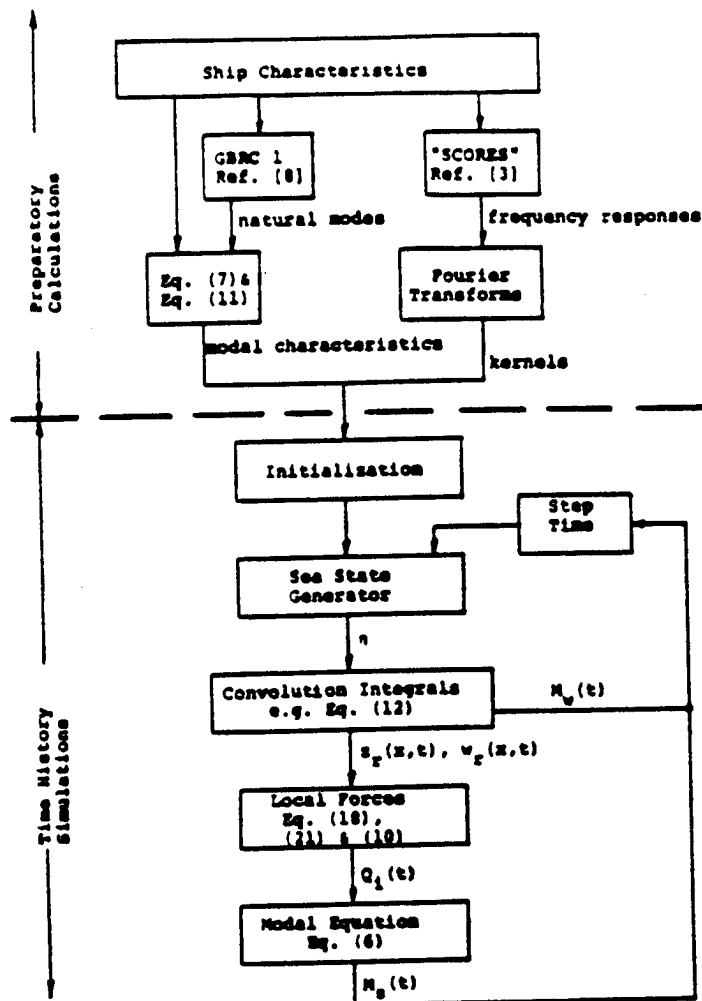 Ship Characteristics
GBRC 1
Ref. [8]
"SCORES"
Ref. [3]
natural modes
frequency responses
Eq. (7)&
Eq. (11)
Fourier
Transforms
modal characteristics
kernels
Preparatory
Calculations
Initialisation
Step
Time
Sea State
Generator
η
Convolution Integrals
e.g. Eq. (12)
M_w(t)
z_r(x,t), w_r(x,t)
Local Forces
Eq. (18),
(21) & (10)
Q_i(t)
Modal Equation
Eq. (6)
M_s(t)
Time History
Simulations